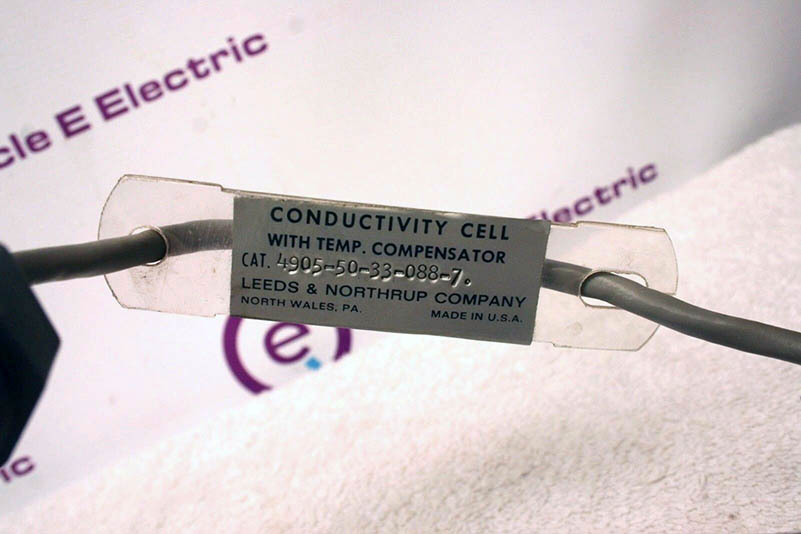 cle E Electric
Electric
CONDUCTIVITY CELL
WITH TEMP. COMPENSATOR
CAT. 4905-50-33-088-7.
LEEDS & NORTHRUP COMPANY
NORTH WALES, PA. MADE IN U.S.A.
e
ic